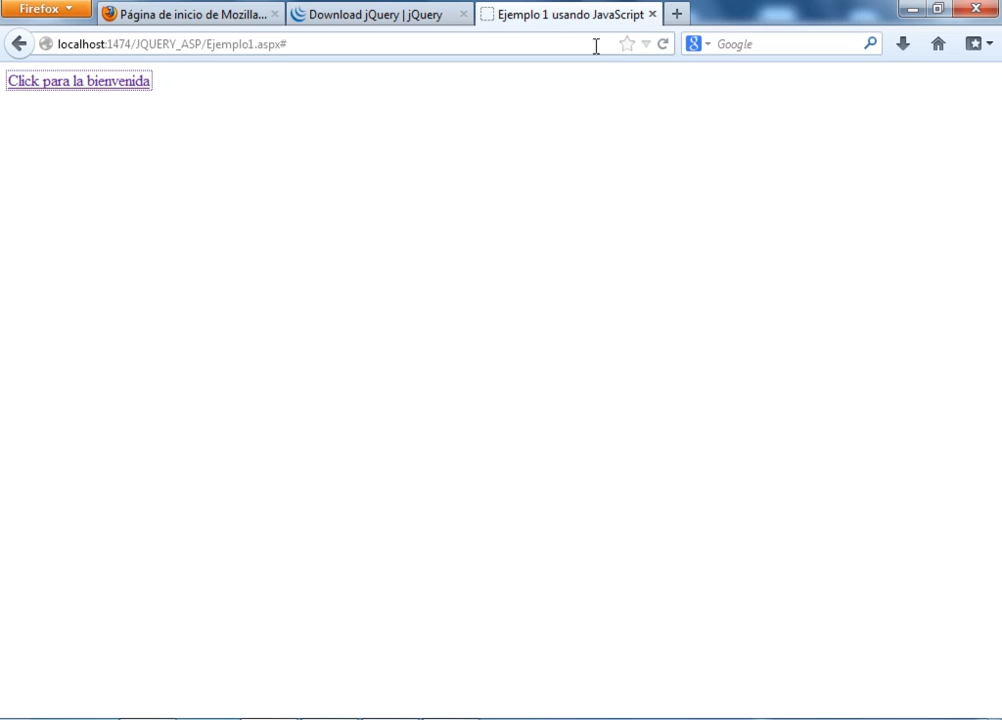 Firefox
Página de inicio de Mozilla...
Download jQuery | jQuery
Ejemplo 1 usando JavaScript
localhost:1474/JQUERY_ASP/Ejemplo1.aspx#
Google
Click para la bienvenida